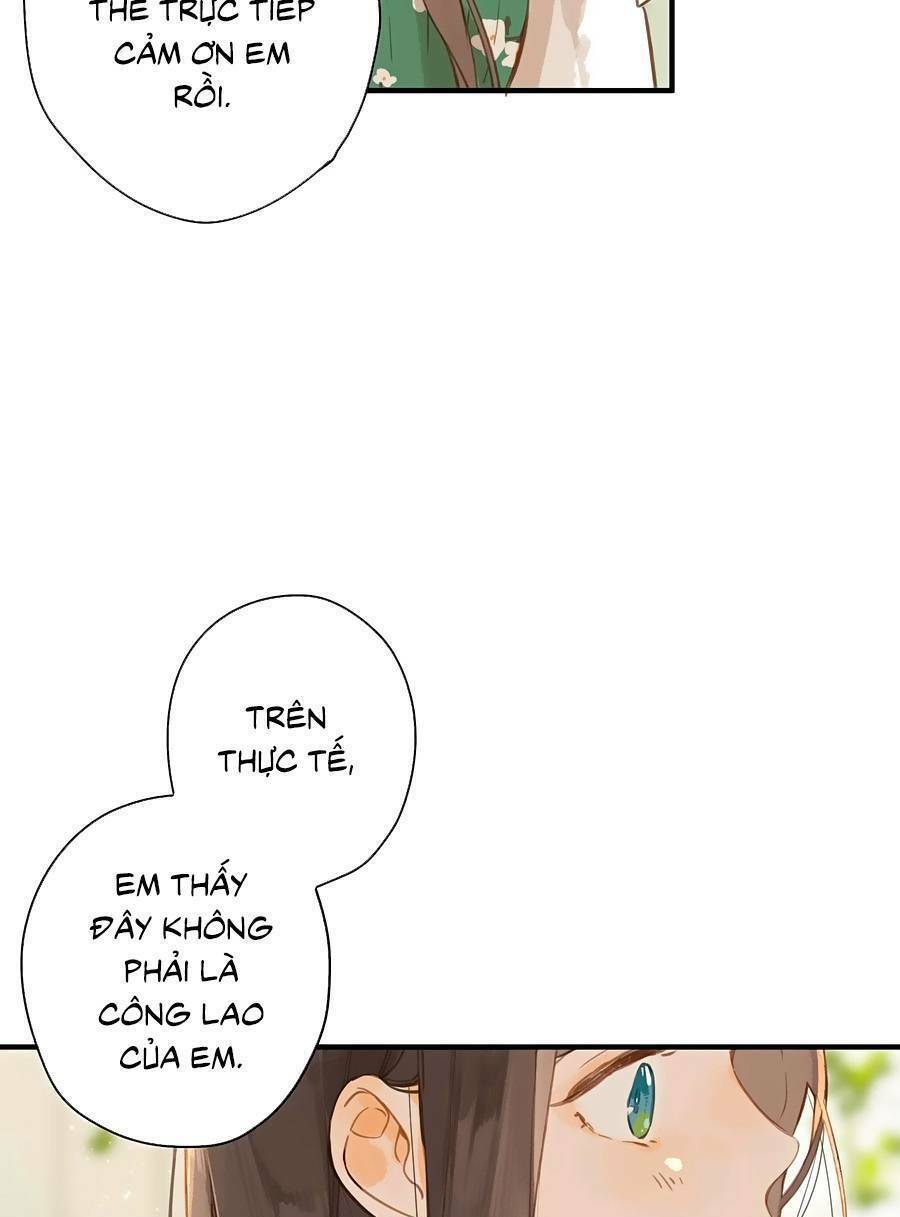 THỂ TRỰC TIẾP
CẢM ƠN EM
RỒI.
TRÊN
THỰC TẾ,
EM THẤY
ĐÂY KHÔNG
PHẢI LÀ
CÔNG LAO
CỦA EM.